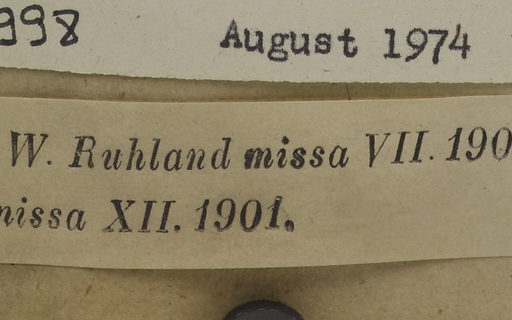 998 August 1974
W. Ruhland missa VII. 190
missa XII. 1901.